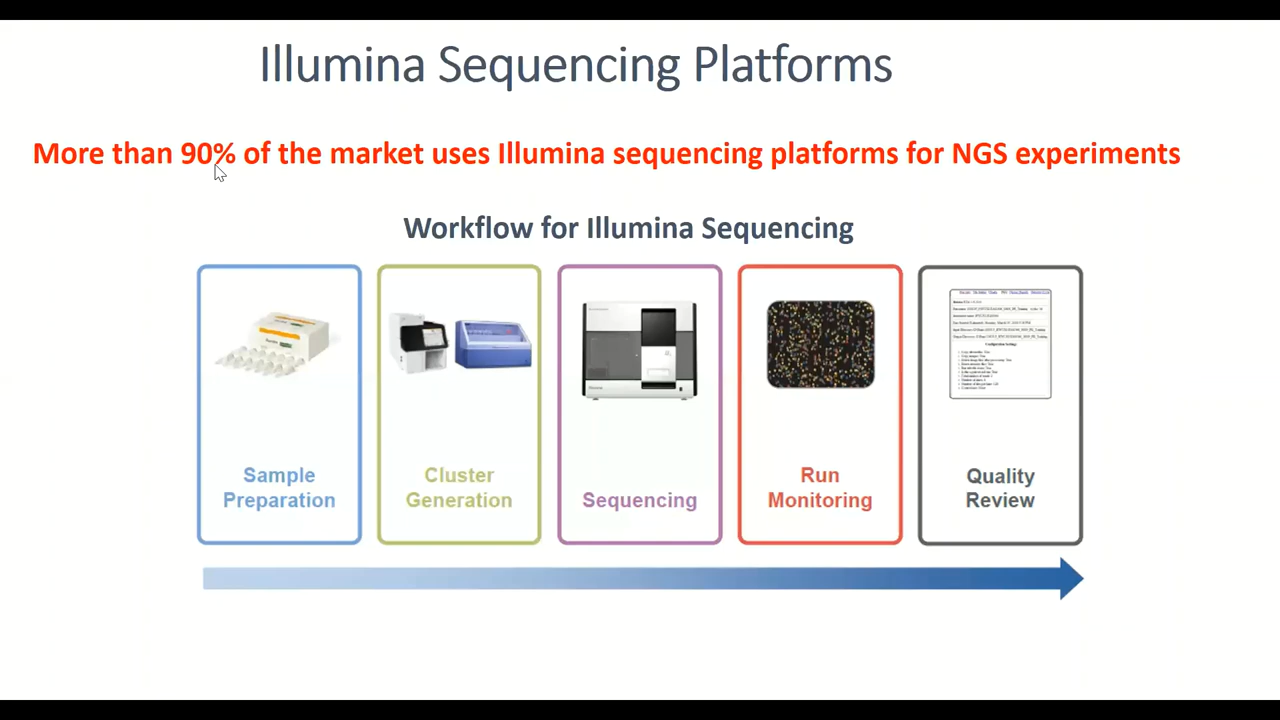 Illumina Sequencing Platforms
More than 90% of the market uses Illumina sequencing platforms for NGS experiments
Workflow for Illumina Sequencing
Sample
Preparation
Cluster
Generation
Sequencing
Run
Monitoring
Quality
Review